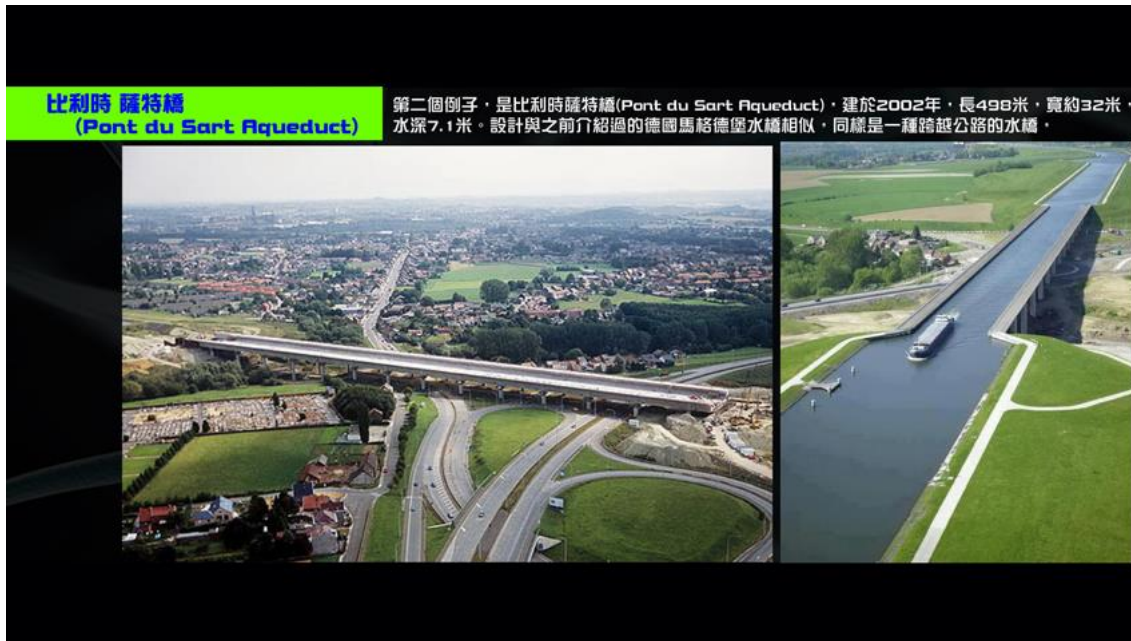 比利時 薩特橋
(Pont du Sart Aqueduct)
第二個例子，是比利時薩特橋(Pont du Sart Aqueduct)，建於2002年，長498米，寬約32米，
水深7.1米。設計與之前介紹過的德國馬格德堡水橋相似，同樣是一種跨越公路的水橋。